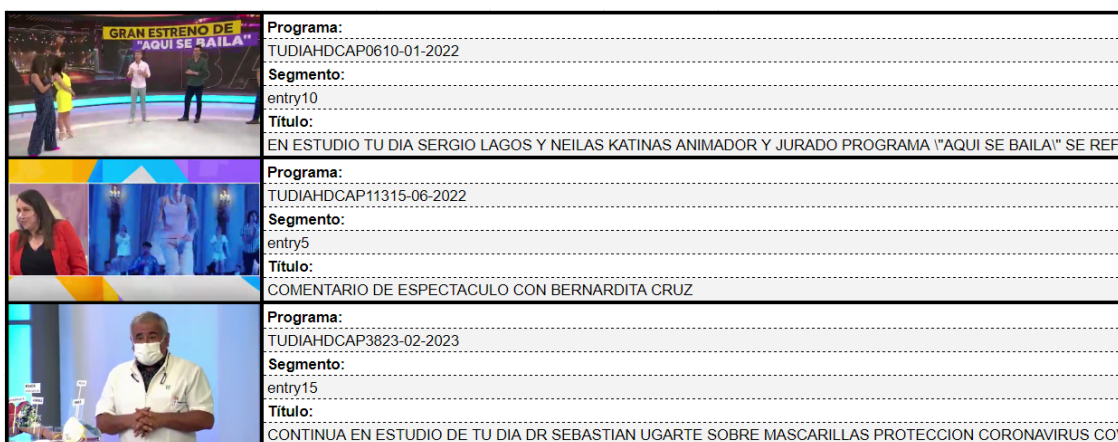 GRAN ESTRENO DE
"AQUI SE BAILA"
Programa:
TUDIAHDCAP0610-01-2022
Segmento:
entry10
Título:
EN ESTUDIO TU DIA SERGIO LAGOS Y NEILAS KATINAS ANIMADOR Y JURADO PROGRAMA \"AQUI SE BAILA\" SE REF
Programa:
TUDIAHDCAP11315-06-2022
Segmento:
entry5
Título:
COMENTARIO DE ESPECTACULO CON BERNARDITA CRUZ
Programa:
TUDIAHDCAP3823-02-2023
Segmento:
entry15
Título:
CONTINUA EN ESTUDIO DE TU DIA DR SEBASTIAN UGARTE SOBRE MASCARILLAS PROTECCION CORONAVIRUS CO